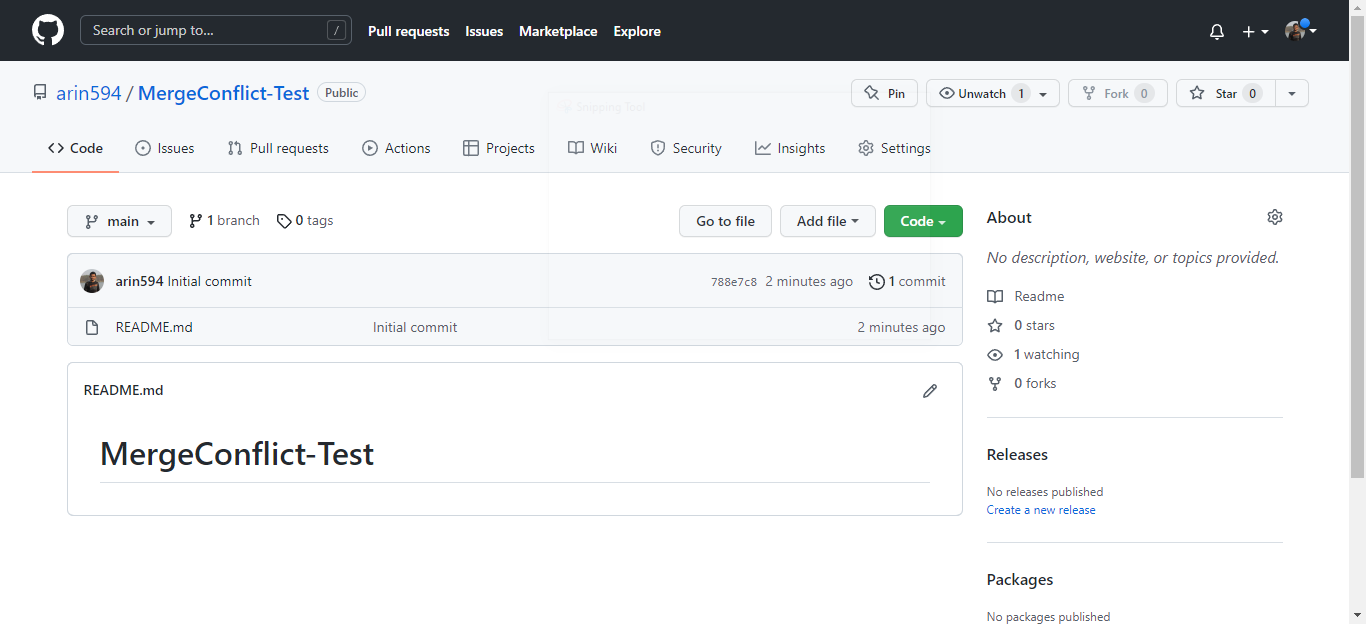 Search or jump to... /
Pull requests Issues Marketplace Explore
arin594 / MergeConflict-Test Public
Pin Unwatch 1 Fork 0 Star 0
Snipping Tool
Code Issues Pull requests Actions Projects Wiki Security Insights Settings
main 1 branch 0 tags Go to file Add file Code
arin594 Initial commit 788e7c8 2 minutes ago 1 commit
README.md Initial commit 2 minutes ago
README.md
MergeConflict-Test
About
No description, website, or topics provided.
Readme
0 stars
1 watching
0 forks
Releases
No releases published
Create a new release
Packages
No packages published